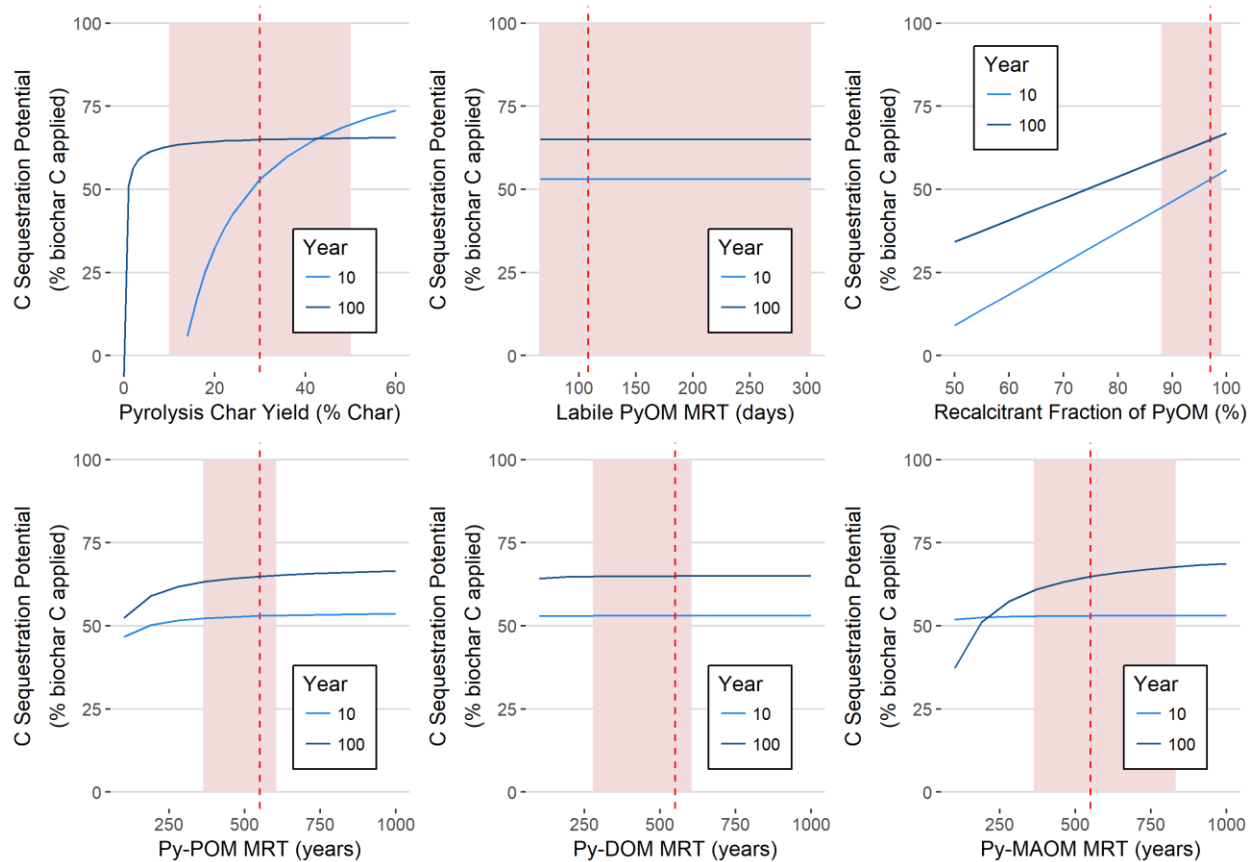 C Sequestration Potential
(% biochar C applied)
100
75
50
25
0
0
20
40
60
Pyrolysis Char Yield (% Char)
Year
10
100
C Sequestration Potential
(% biochar C applied)
100
75
50
25
0
100
150
200
250
300
Labile PyOM MRT (days)
Year
10
100
C Sequestration Potential
(% biochar C applied)
100
75
50
25
0
50
60
70
80
90
100
Recalcitrant Fraction of PyOM (%)
Year
10
100
C Sequestration Potential
(% biochar C applied)
100
75
50
25
0
250
500
750
1000
Py-POM MRT (years)
Year
10
100
C Sequestration Potential
(% biochar C applied)
100
75
50
25
0
250
500
750
1000
Py-DOM MRT (years)
Year
10
100
C Sequestration Potential
(% biochar C applied)
100
75
50
25
0
250
500
750
1000
Py-MAOM MRT (years)
Year
10
100